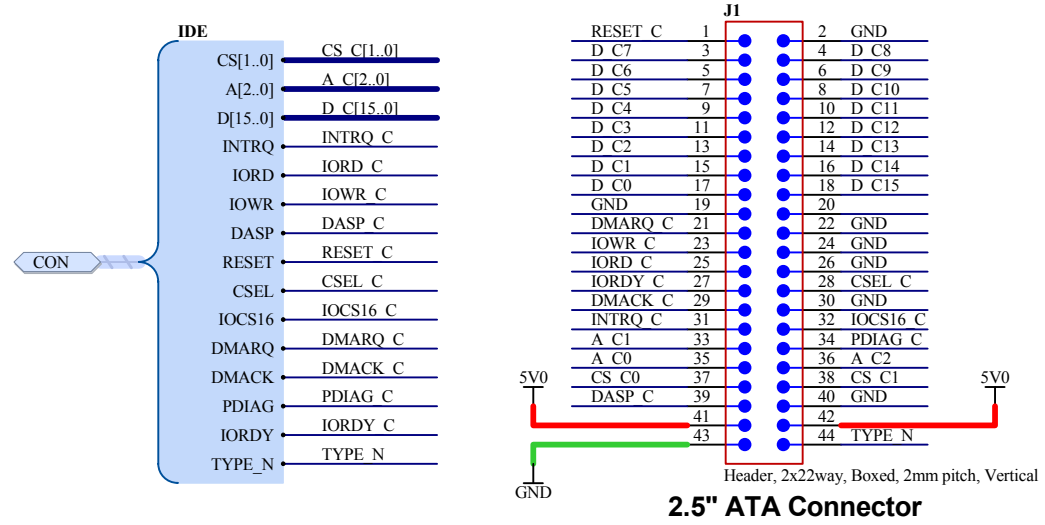 IDE
CS[1..0] CS_C[1..0]
A[2..0] A_C[2..0]
D[15..0] D_C[15..0]
INTRQ INTRQ_C
IORD IORD_C
IOWR IOWR_C
DASP DASP_C
RESET RESET_C
CSEL CSEL_C
IOCS16 IOCS16_C
DMARQ DMARQ_C
DMACK DMACK_C
PDIAG PDIAG_C
IORDY IORDY_C
TYPE_N TYPE_N
CON
J1
RESET_C 1 2 GND
D_C7 3 4 D_C8
D_C6 5 6 D_C9
D_C5 7 8 D_C10
D_C4 9 10 D_C11
D_C3 11 12 D_C12
D_C2 13 14 D_C13
D_C1 15 16 D_C14
D_C0 17 18 D_C15
GND 19 20
DMARQ_C 21 22 GND
IOWR_C 23 24 GND
IORD_C 25 26 GND
IORDY_C 27 28 CSEL_C
DMACK_C 29 30 GND
INTRQ_C 31 32 IOCS16_C
A_C1 33 34 PDIAG_C
A_C0 35 36 A_C2
5V0 CS_C0 37 38 CS_C1 5V0
DASP_C 39 40 GND
41 42
43 44 TYPE_N
GND
Header, 2x22way, Boxed, 2mm pitch, Vertical
2.5" ATA Connector